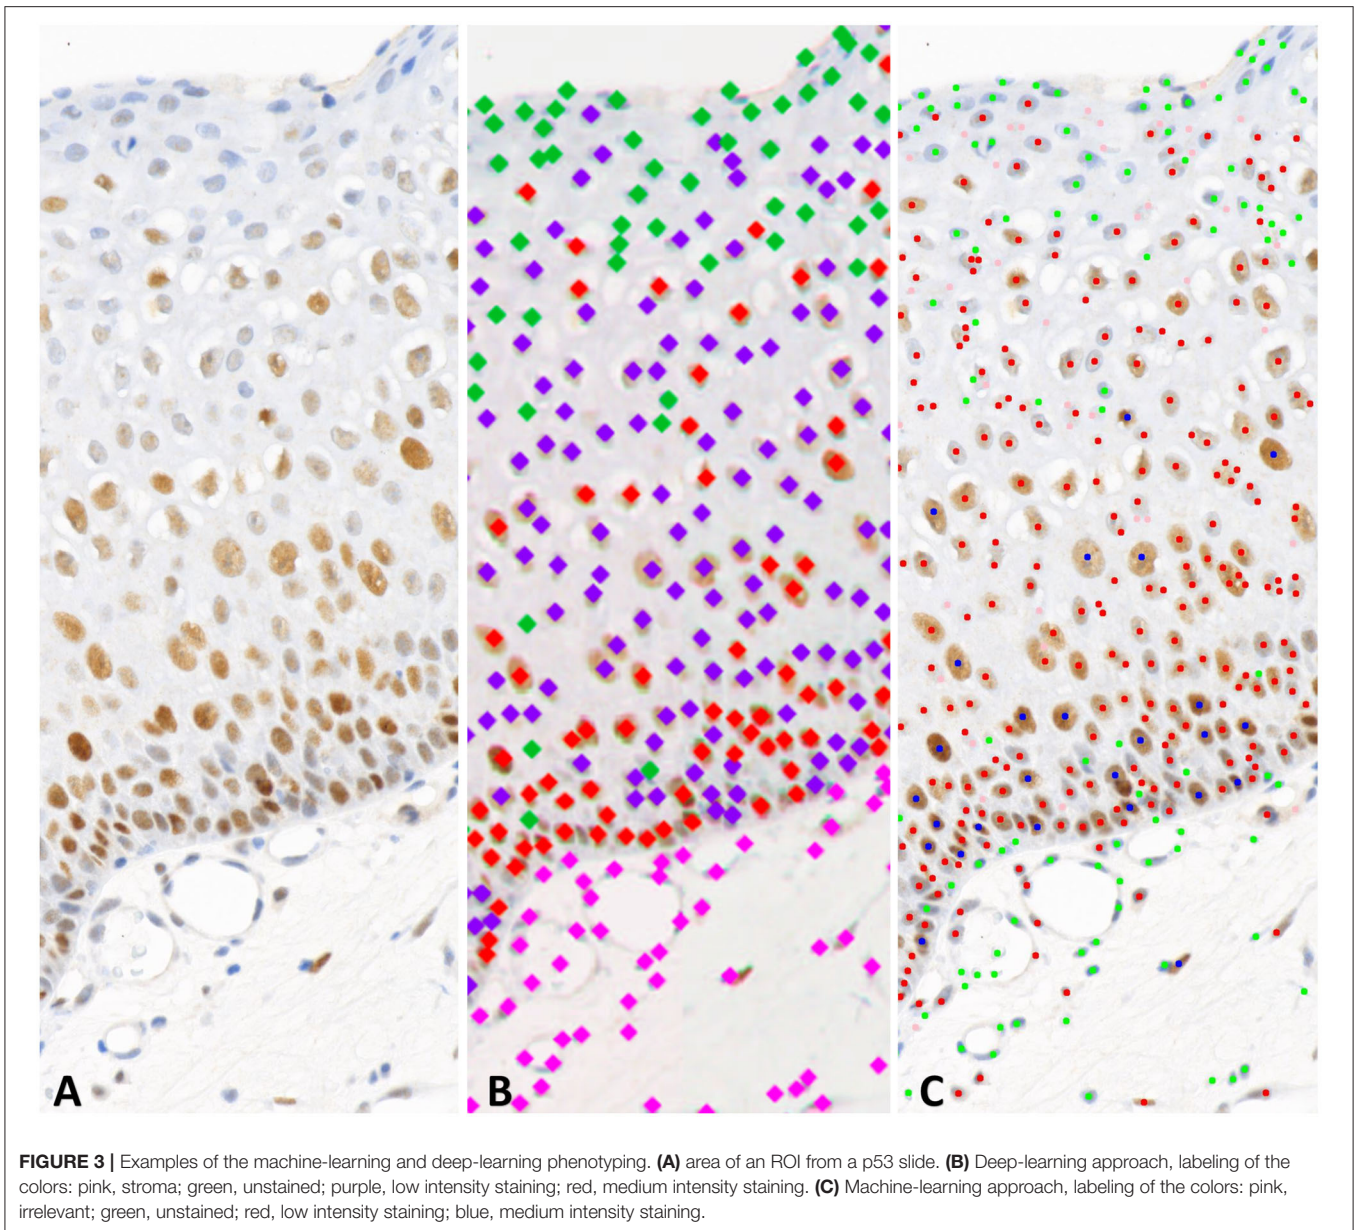 A
B
C
FIGURE 3 | Examples of the machine-learning and deep-learning phenotyping. (A) area of an ROI from a p53 slide. (B) Deep-learning approach, labeling of the
colors: pink, stroma; green, unstained; purple, low intensity staining; red, medium intensity staining. (C) Machine-learning approach, labeling of the colors: pink,
irrelevant; green, unstained; red, low intensity staining; blue, medium intensity staining.